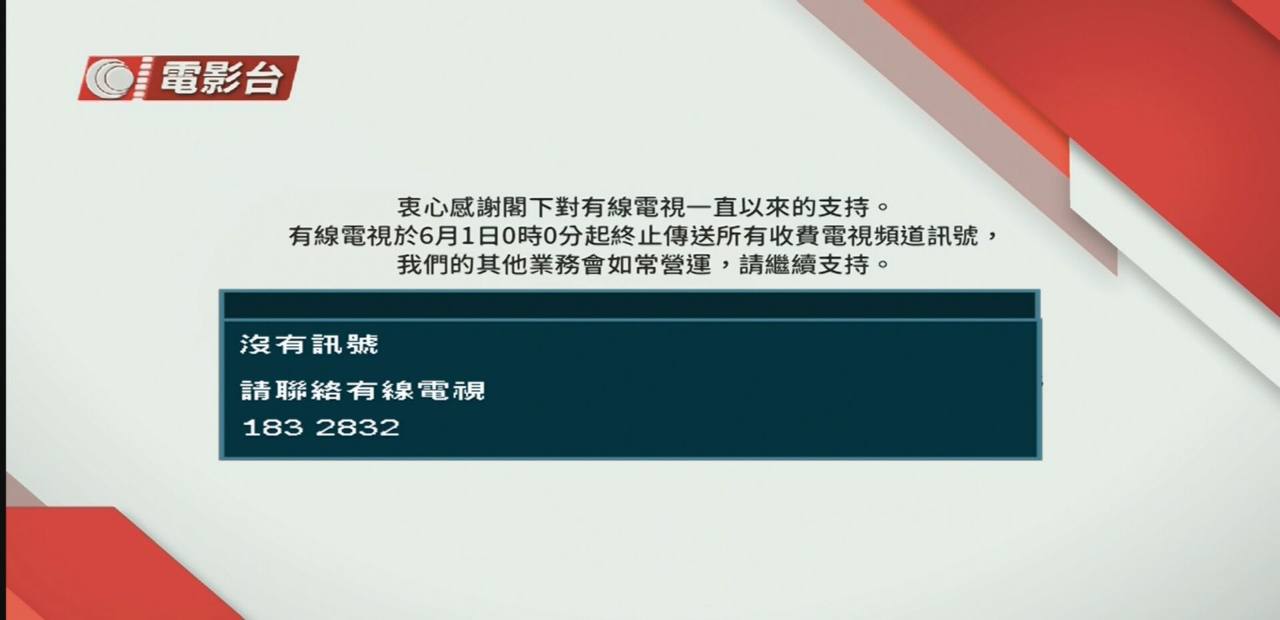 電影台
衷心感謝閣下對有線電視一直以來的支持。
有線電視於6月1日0時0分起終止傳送所有收費電視頻道訊號，
我們的其他業務會如常營運，請繼續支持。
沒有訊號
請聯絡有線電視
183 2832